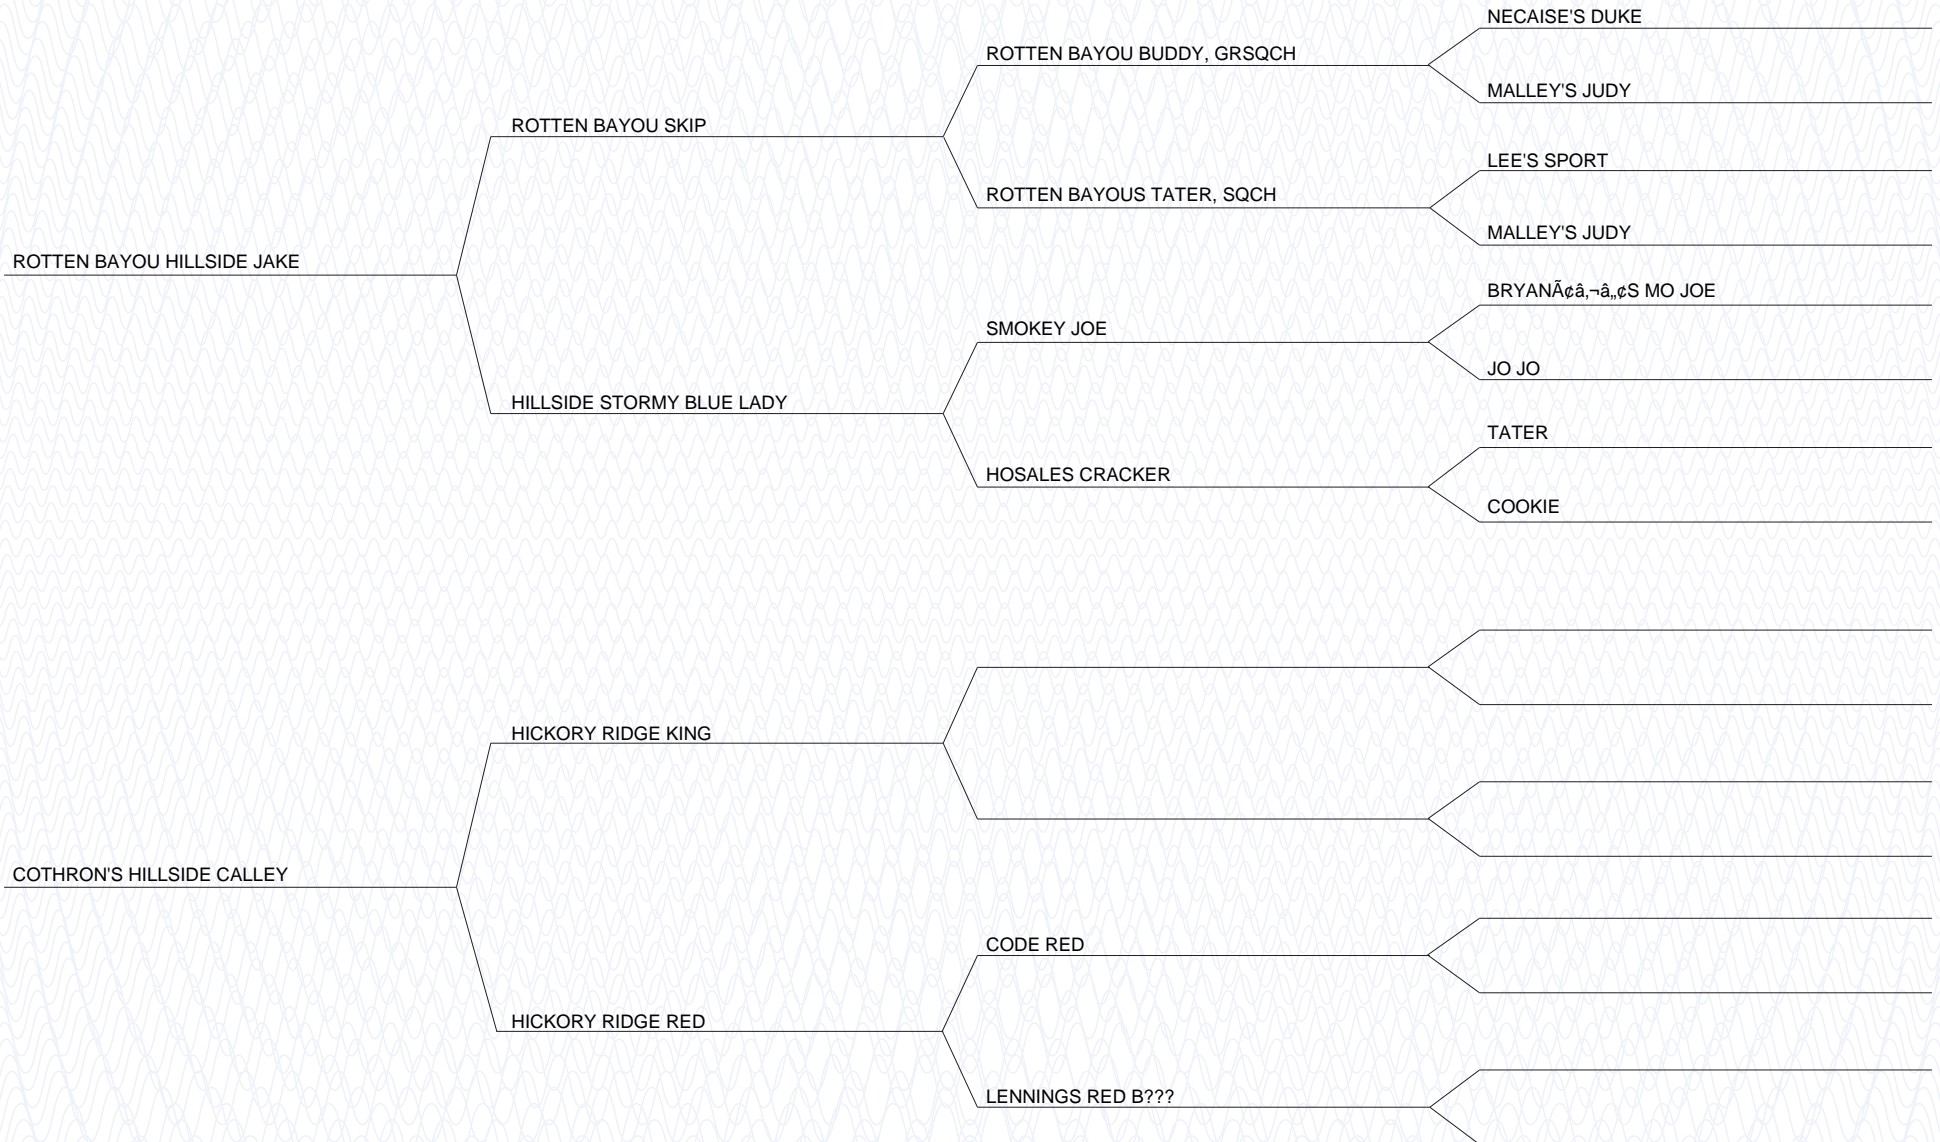 NECAISE'S DUKE
ROTTEN BAYOU BUDDY, GRSQCH
MALLEY'S JUDY
ROTTEN BAYOU SKIP
LEE'S SPORT
ROTTEN BAYOUS TATER, SQCH
MALLEY'S JUDY
ROTTEN BAYOU HILLSIDE JAKE
BRYANÃ¢â‚¬â„¢S MO JOE
SMOKEY JOE
JO JO
HILLSIDE STORMY BLUE LADY
TATER
HOSALES CRACKER
COOKIE
HICKORY RIDGE KING
COTHRON'S HILLSIDE CALLEY
CODE RED
HICKORY RIDGE RED
LENNINGS RED B???